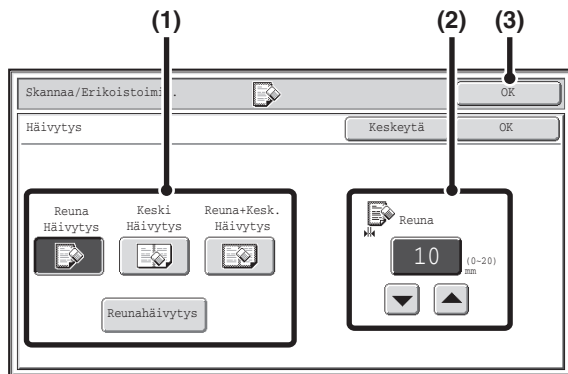 (1) (2) (3)
Skannaa/Erikoistoimi . OK
Häivytys Keskeytä OK
Reuna Keski Reuna+Kesk.
Häivytys Häivytys Häivytys
Reuna
10 (0~20)
mm
Reunahäivytys